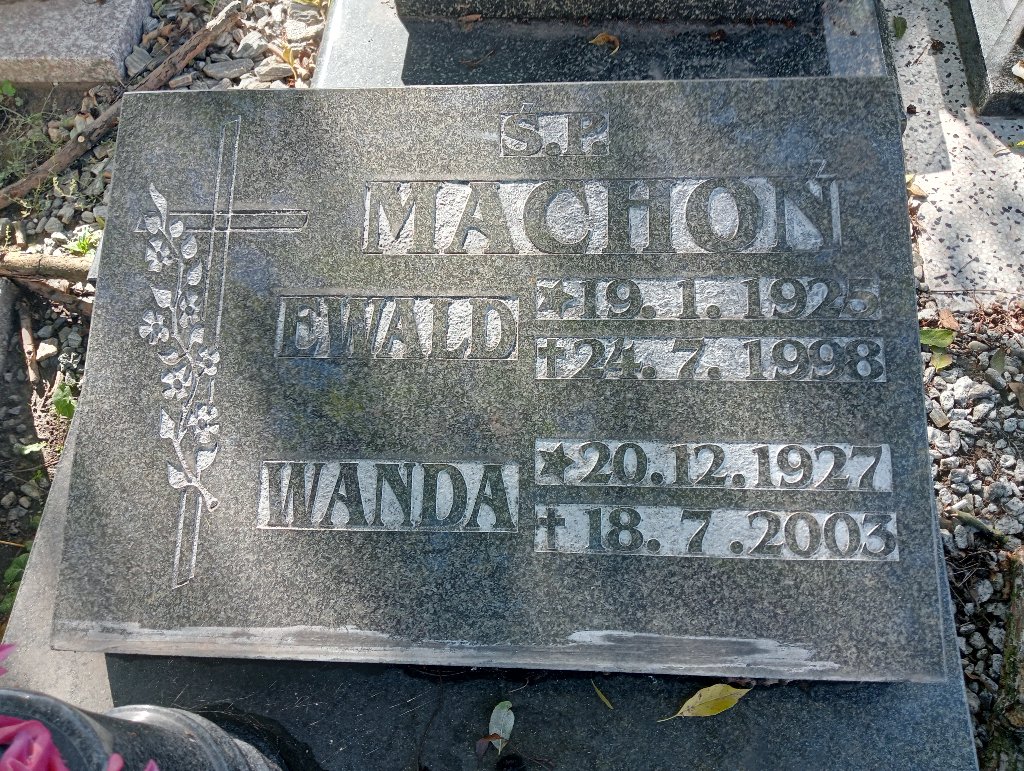 Ś.P.
MACHOŃ
EWALD ★19.1.1925
✝24.7.1998
WANDA ★20.12.1927
✝18.7.2003